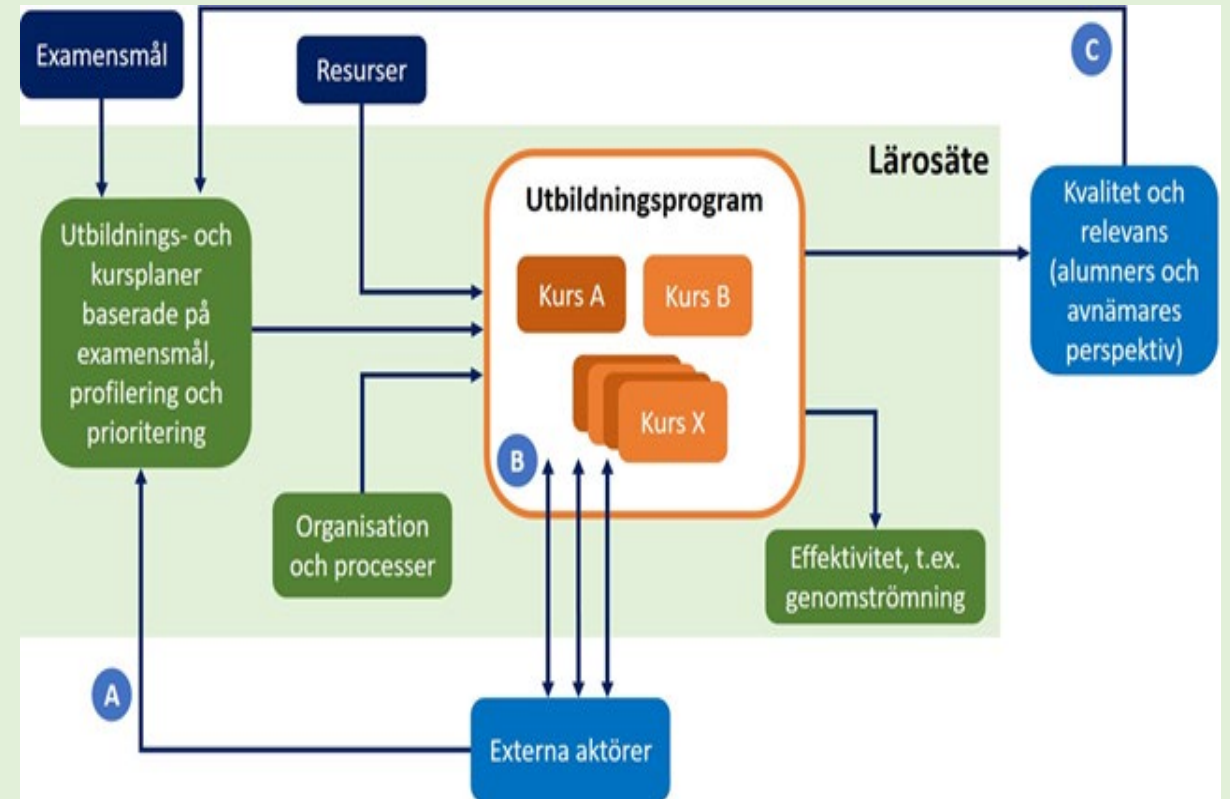 Examensmål
Resurser
C
Lärosäte
Utbildnings- och
kursplaner
baserade på
examensmål,
profilering och
prioritering
Utbildningsprogram
Kurs A
Kurs B
Kurs X
B
Kvalitet och
relevans
(alumners och
avnämares
perspektiv)
Organisation
och processer
Effektivitet, t.ex.
genomströmning
A
Externa aktörer